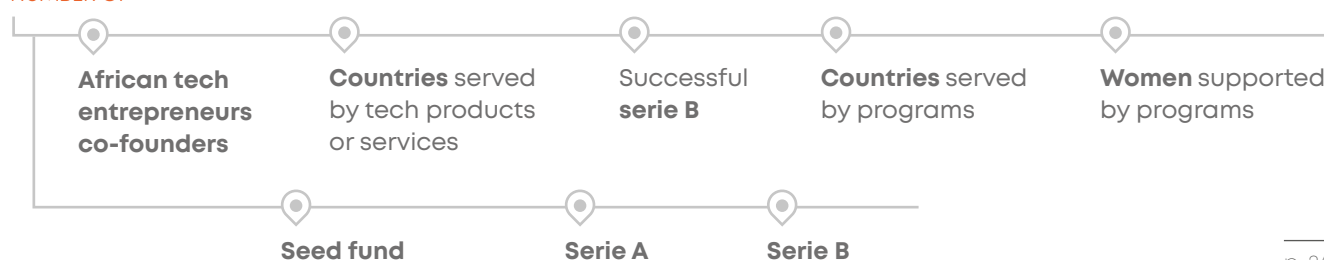 African tech
entrepreneurs
co-founders
Countries served
by tech products
or services
Successful
serie B
Countries served
by programs
Women supported
by programs
Seed fund
Serie A
Serie B